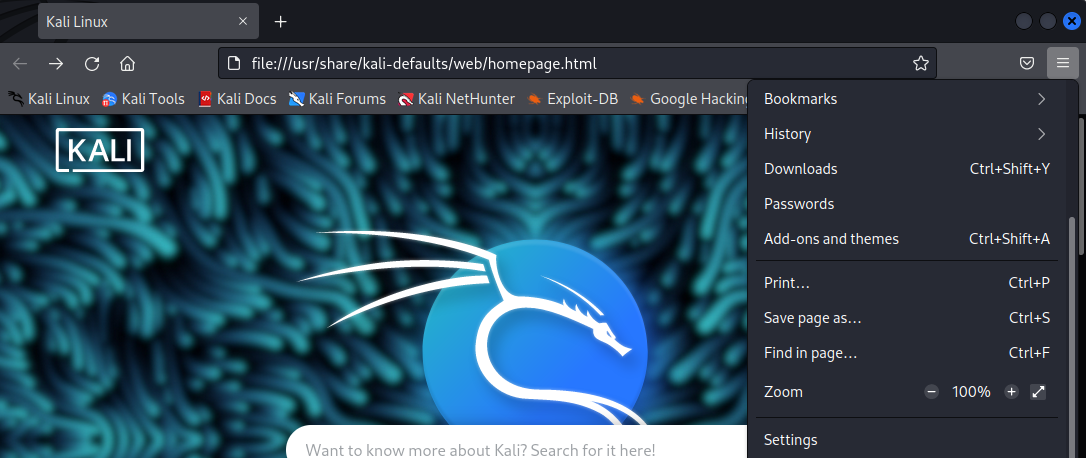 Kali Linux
file:///usr/share/kali-defaults/web/homepage.html
Kali Linux Kali Tools Kali Docs Kali Forums Kali NetHunter Exploit-DB Google Hacking
KALI
Bookmarks
History
Downloads Ctrl+Shift+Y
Passwords
Add-ons and themes Ctrl+Shift+A
Print... Ctrl+P
Save page as... Ctrl+S
Find in page... Ctrl+F
Zoom 100%
Settings
Want to know more about Kali? Search for it here!